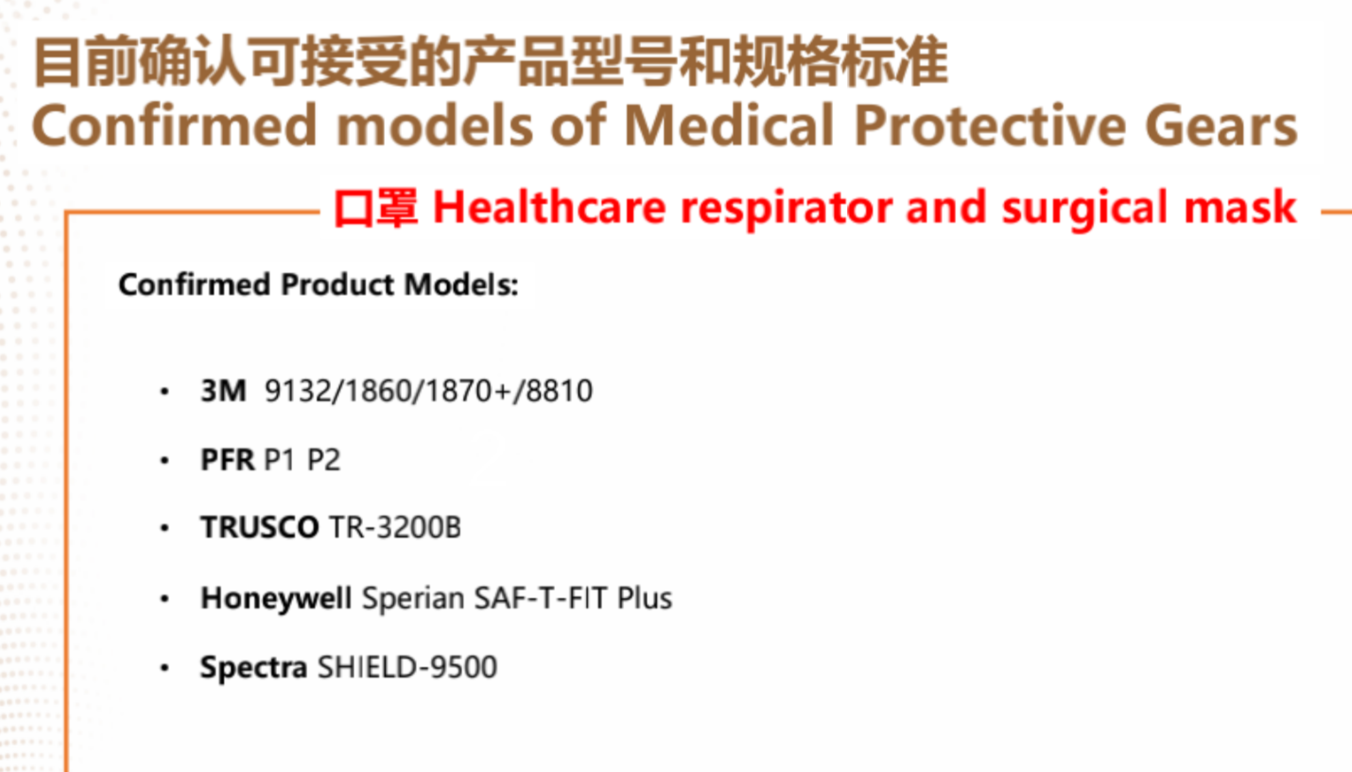 目前确认可接受的产品型号和规格标准
Confirmed models of Medical Protective Gears
口罩 Healthcare respirator and surgical mask
Confirmed Product Models:
• 3M 9132/1860/1870+/8810
• PFR P1 P2
• TRUSCO TR-3200B
• Honeywell Sperian SAF-T-FIT Plus
• Spectra SHIELD-9500